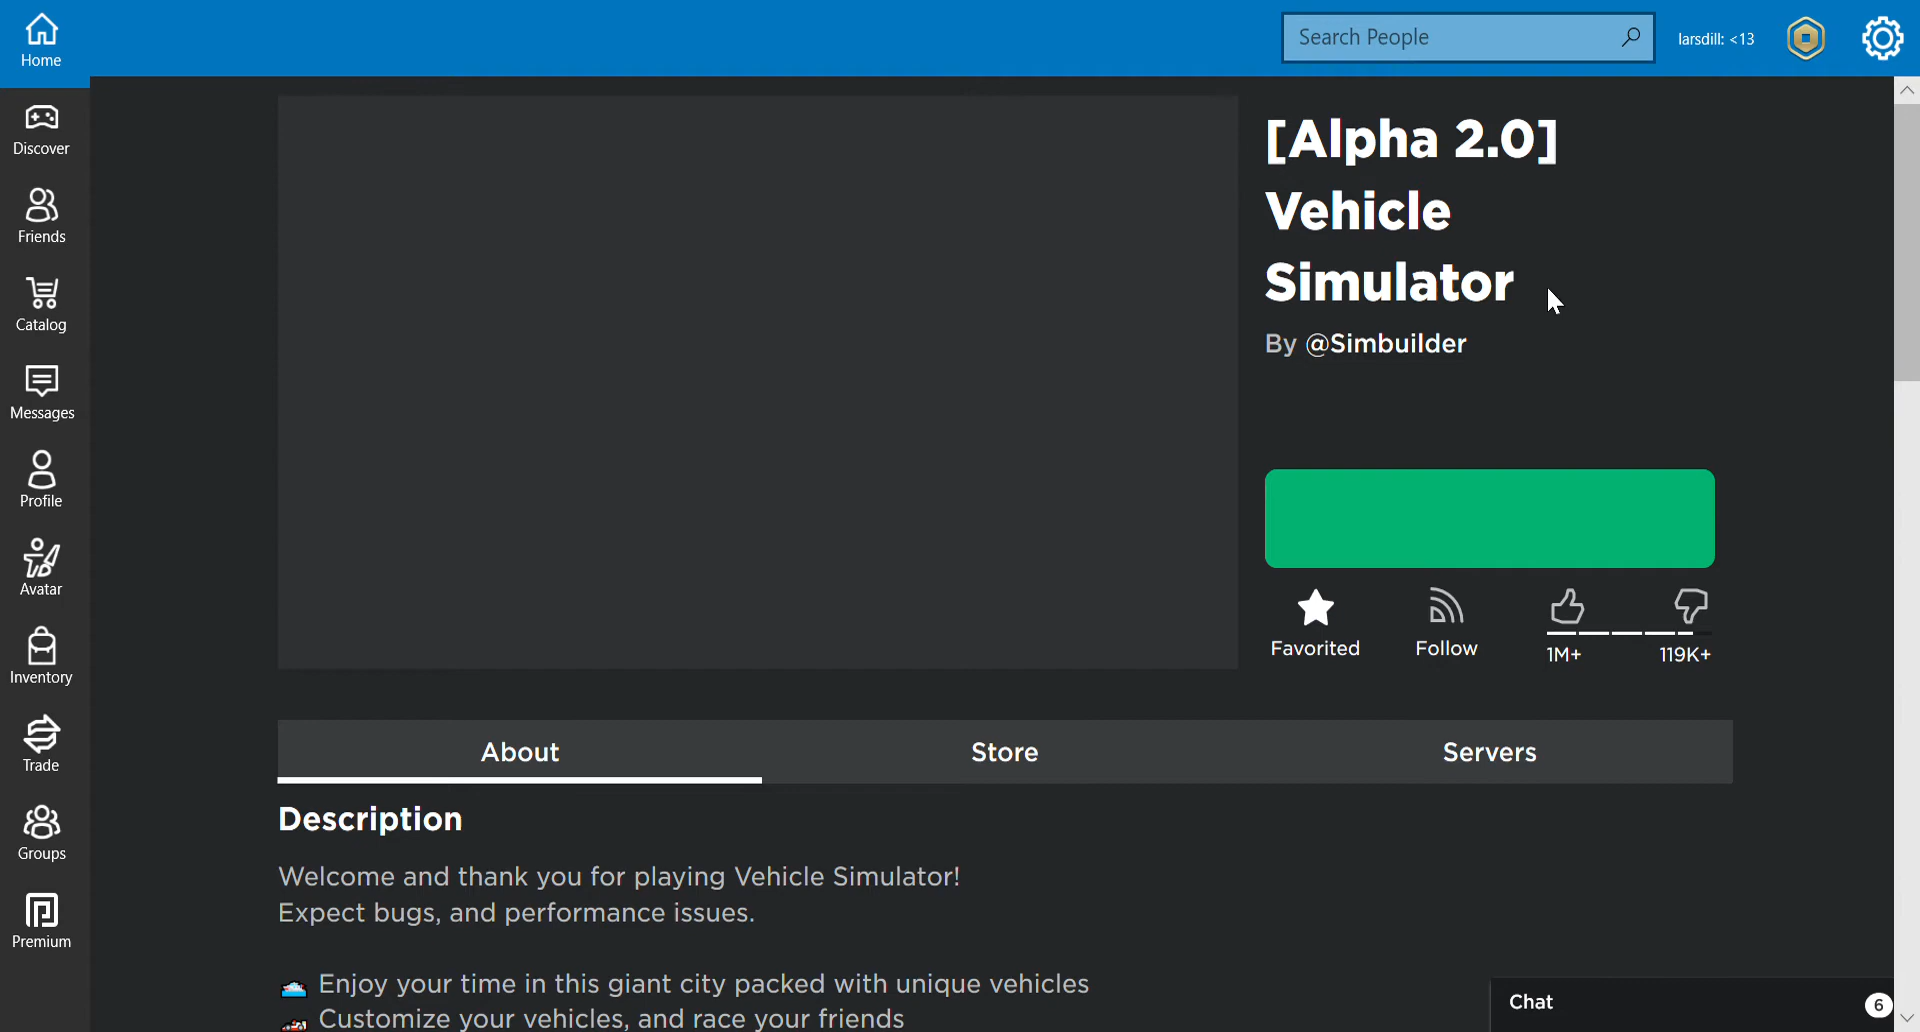 Home
Search People
larsdill: <13
Discover
Friends
Catalog
Messages
Profile
Avatar
Inventory
Trade
Groups
Premium
[Alpha 2.0]
Vehicle
Simulator
By @Simbuilder
Favorited
Follow
1M+
119K+
About
Store
Servers
Description
Welcome and thank you for playing Vehicle Simulator!
Expect bugs, and performance issues.
🚤 Enjoy your time in this giant city packed with unique vehicles
🏎 Customize your vehicles, and race your friends
Chat
6